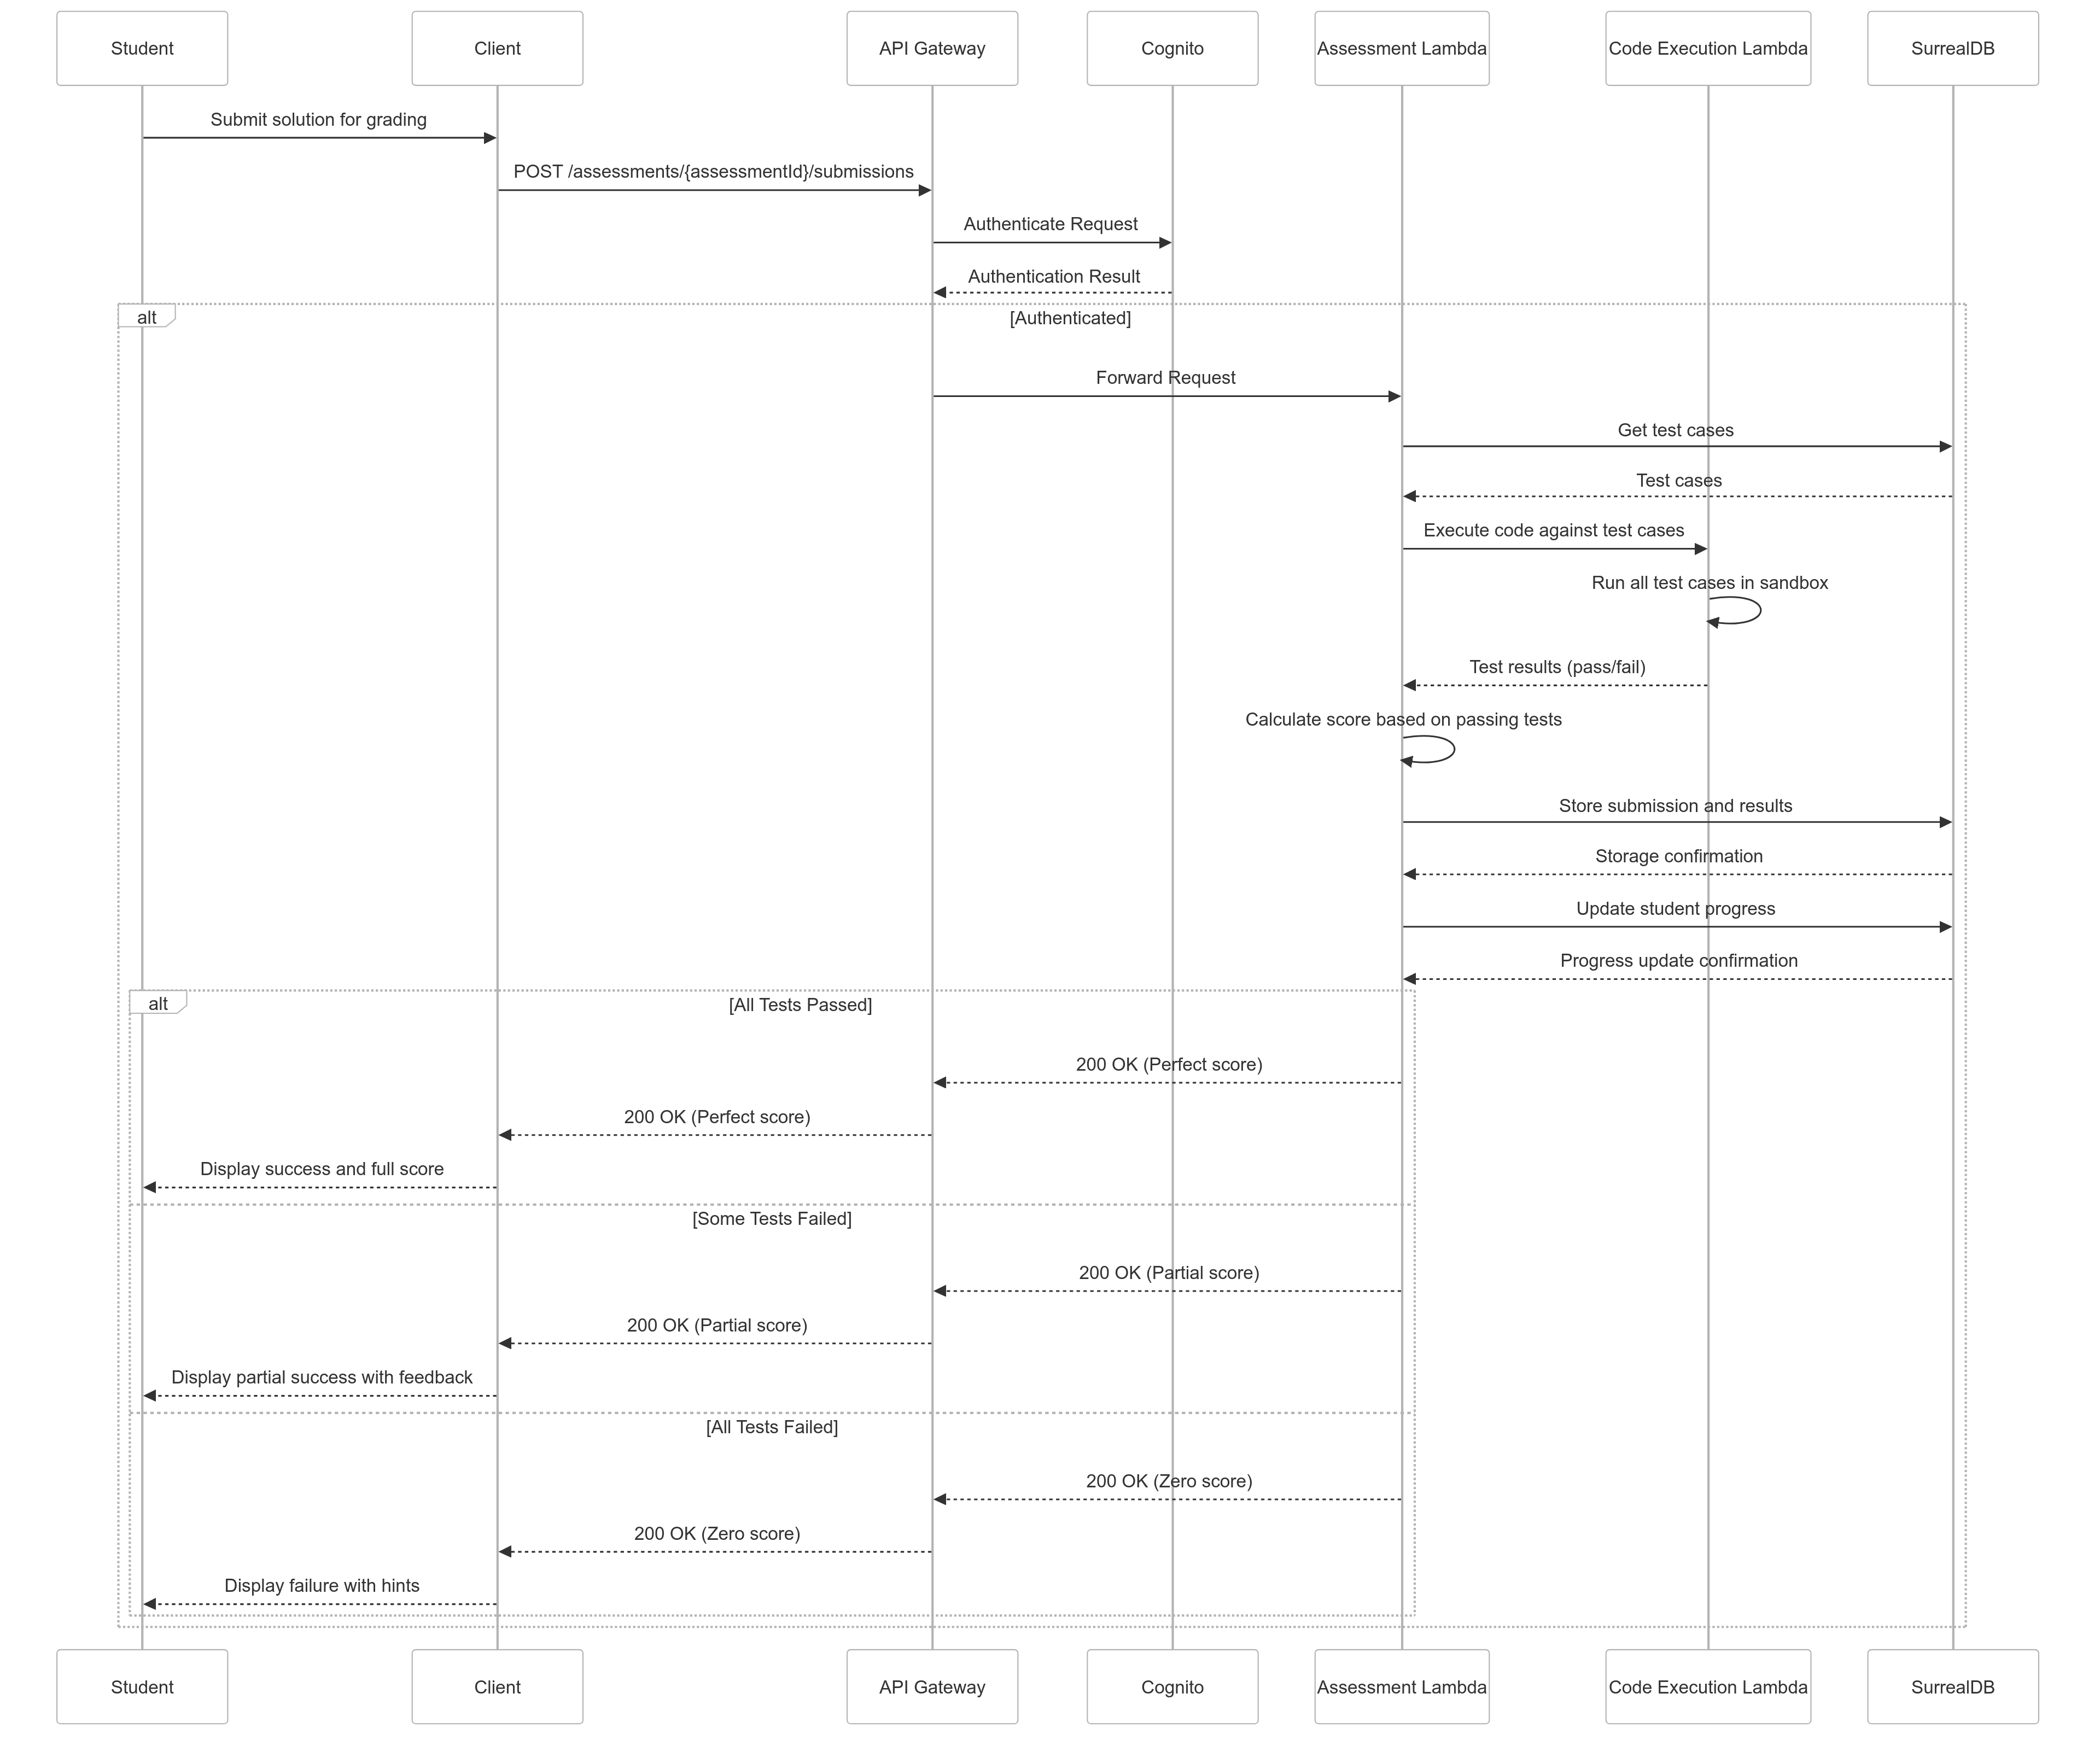 Student
Client
API Gateway
Cognito
Assessment Lambda
Code Execution Lambda
SurrealDB
Submit solution for grading
POST /assessments/{assessmentId}/submissions
Authenticate Request
Authentication Result
alt
[Authenticated]
Forward Request
Get test cases
Test cases
Execute code against test cases
Run all test cases in sandbox
Test results (pass/fail)
Calculate score based on passing tests
Store submission and results
Storage confirmation
Update student progress
Progress update confirmation
alt
[All Tests Passed]
200 OK (Perfect score)
200 OK (Perfect score)
Display success and full score
[Some Tests Failed]
200 OK (Partial score)
200 OK (Partial score)
Display partial success with feedback
[All Tests Failed]
200 OK (Zero score)
200 OK (Zero score)
Display failure with hints
Student
Client
API Gateway
Cognito
Assessment Lambda
Code Execution Lambda
SurrealDB